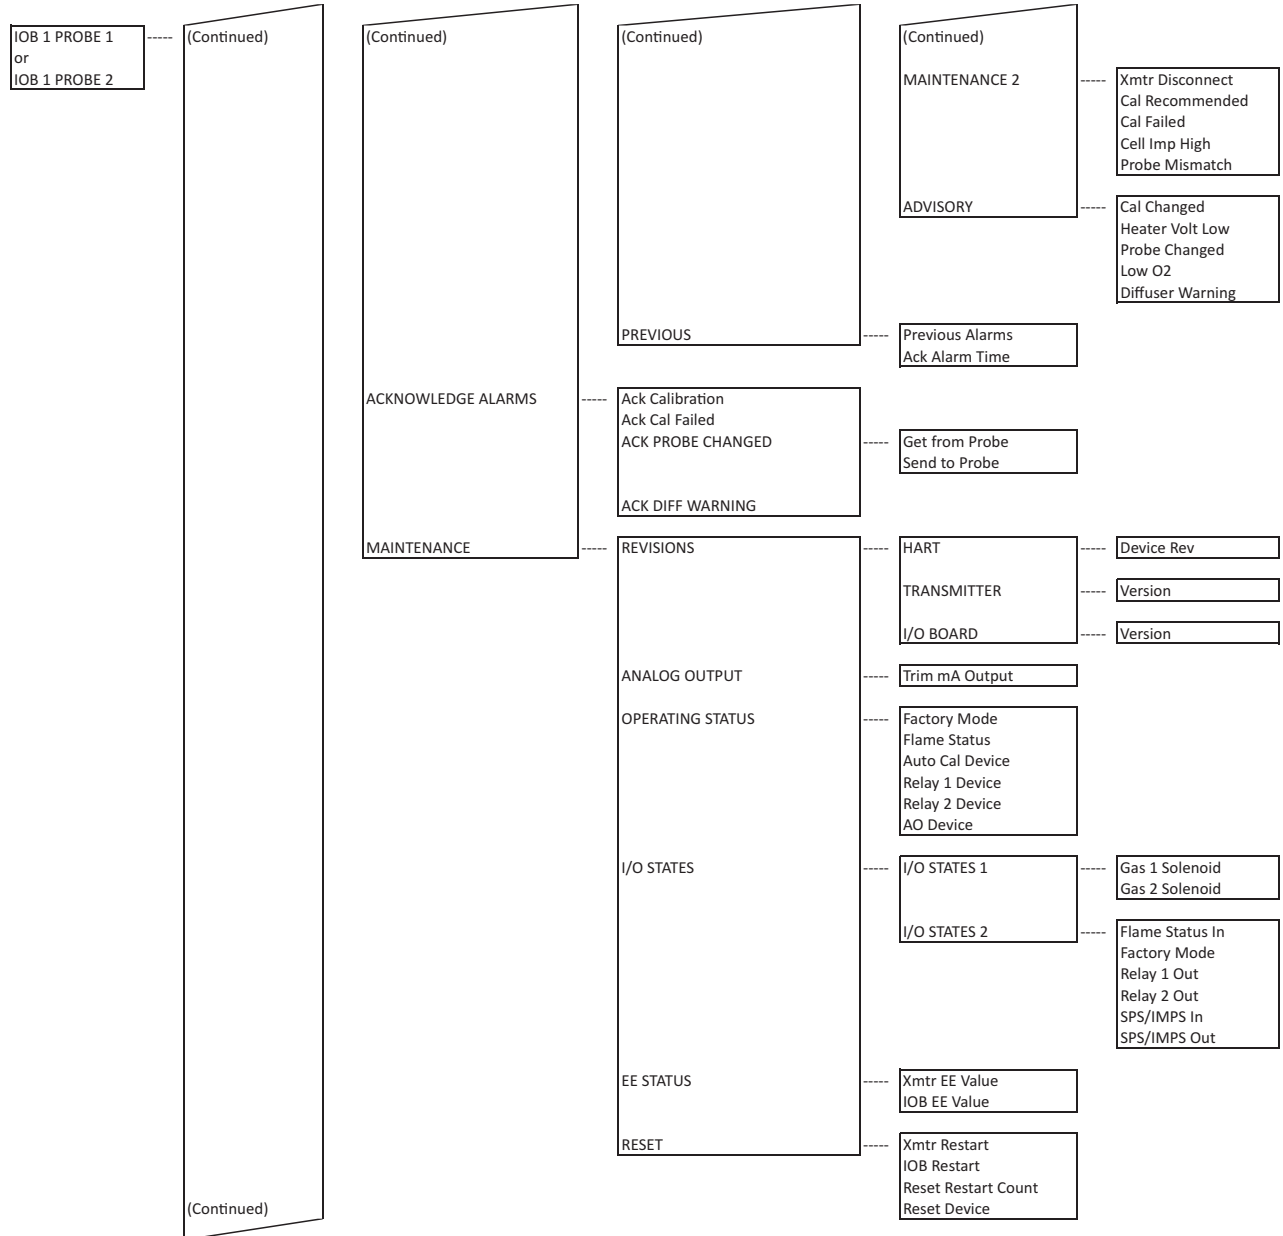 IOB 1 PROBE 1
or
IOB 1 PROBE 2
(Continued)
(Continued)
(Continued)
(Continued)
(Continued)
MAINTENANCE 2
Xmtr Disconnect
Cal Recommended
Cal Failed
Cell Imp High
Probe Mismatch
ADVISORY
Cal Changed
Heater Volt Low
Probe Changed
Low O2
Diffuser Warning
PREVIOUS
Previous Alarms
Ack Alarm Time
ACKNOWLEDGE ALARMS
Ack Calibration
Ack Cal Failed
ACK PROBE CHANGED
Get from Probe
Send to Probe
ACK DIFF WARNING
MAINTENANCE
REVISIONS
HART
Device Rev
TRANSMITTER
Version
I/O BOARD
Version
ANALOG OUTPUT
Trim mA Output
OPERATING STATUS
Factory Mode
Flame Status
Auto Cal Device
Relay 1 Device
Relay 2 Device
AO Device
I/O STATES
I/O STATES 1
Gas 1 Solenoid
Gas 2 Solenoid
I/O STATES 2
Flame Status In
Factory Mode
Relay 1 Out
Relay 2 Out
SPS/IMPS In
SPS/IMPS Out
EE STATUS
Xmtr EE Value
IOB EE Value
RESET
Xmtr Restart
IOB Restart
Reset Restart Count
Reset Device